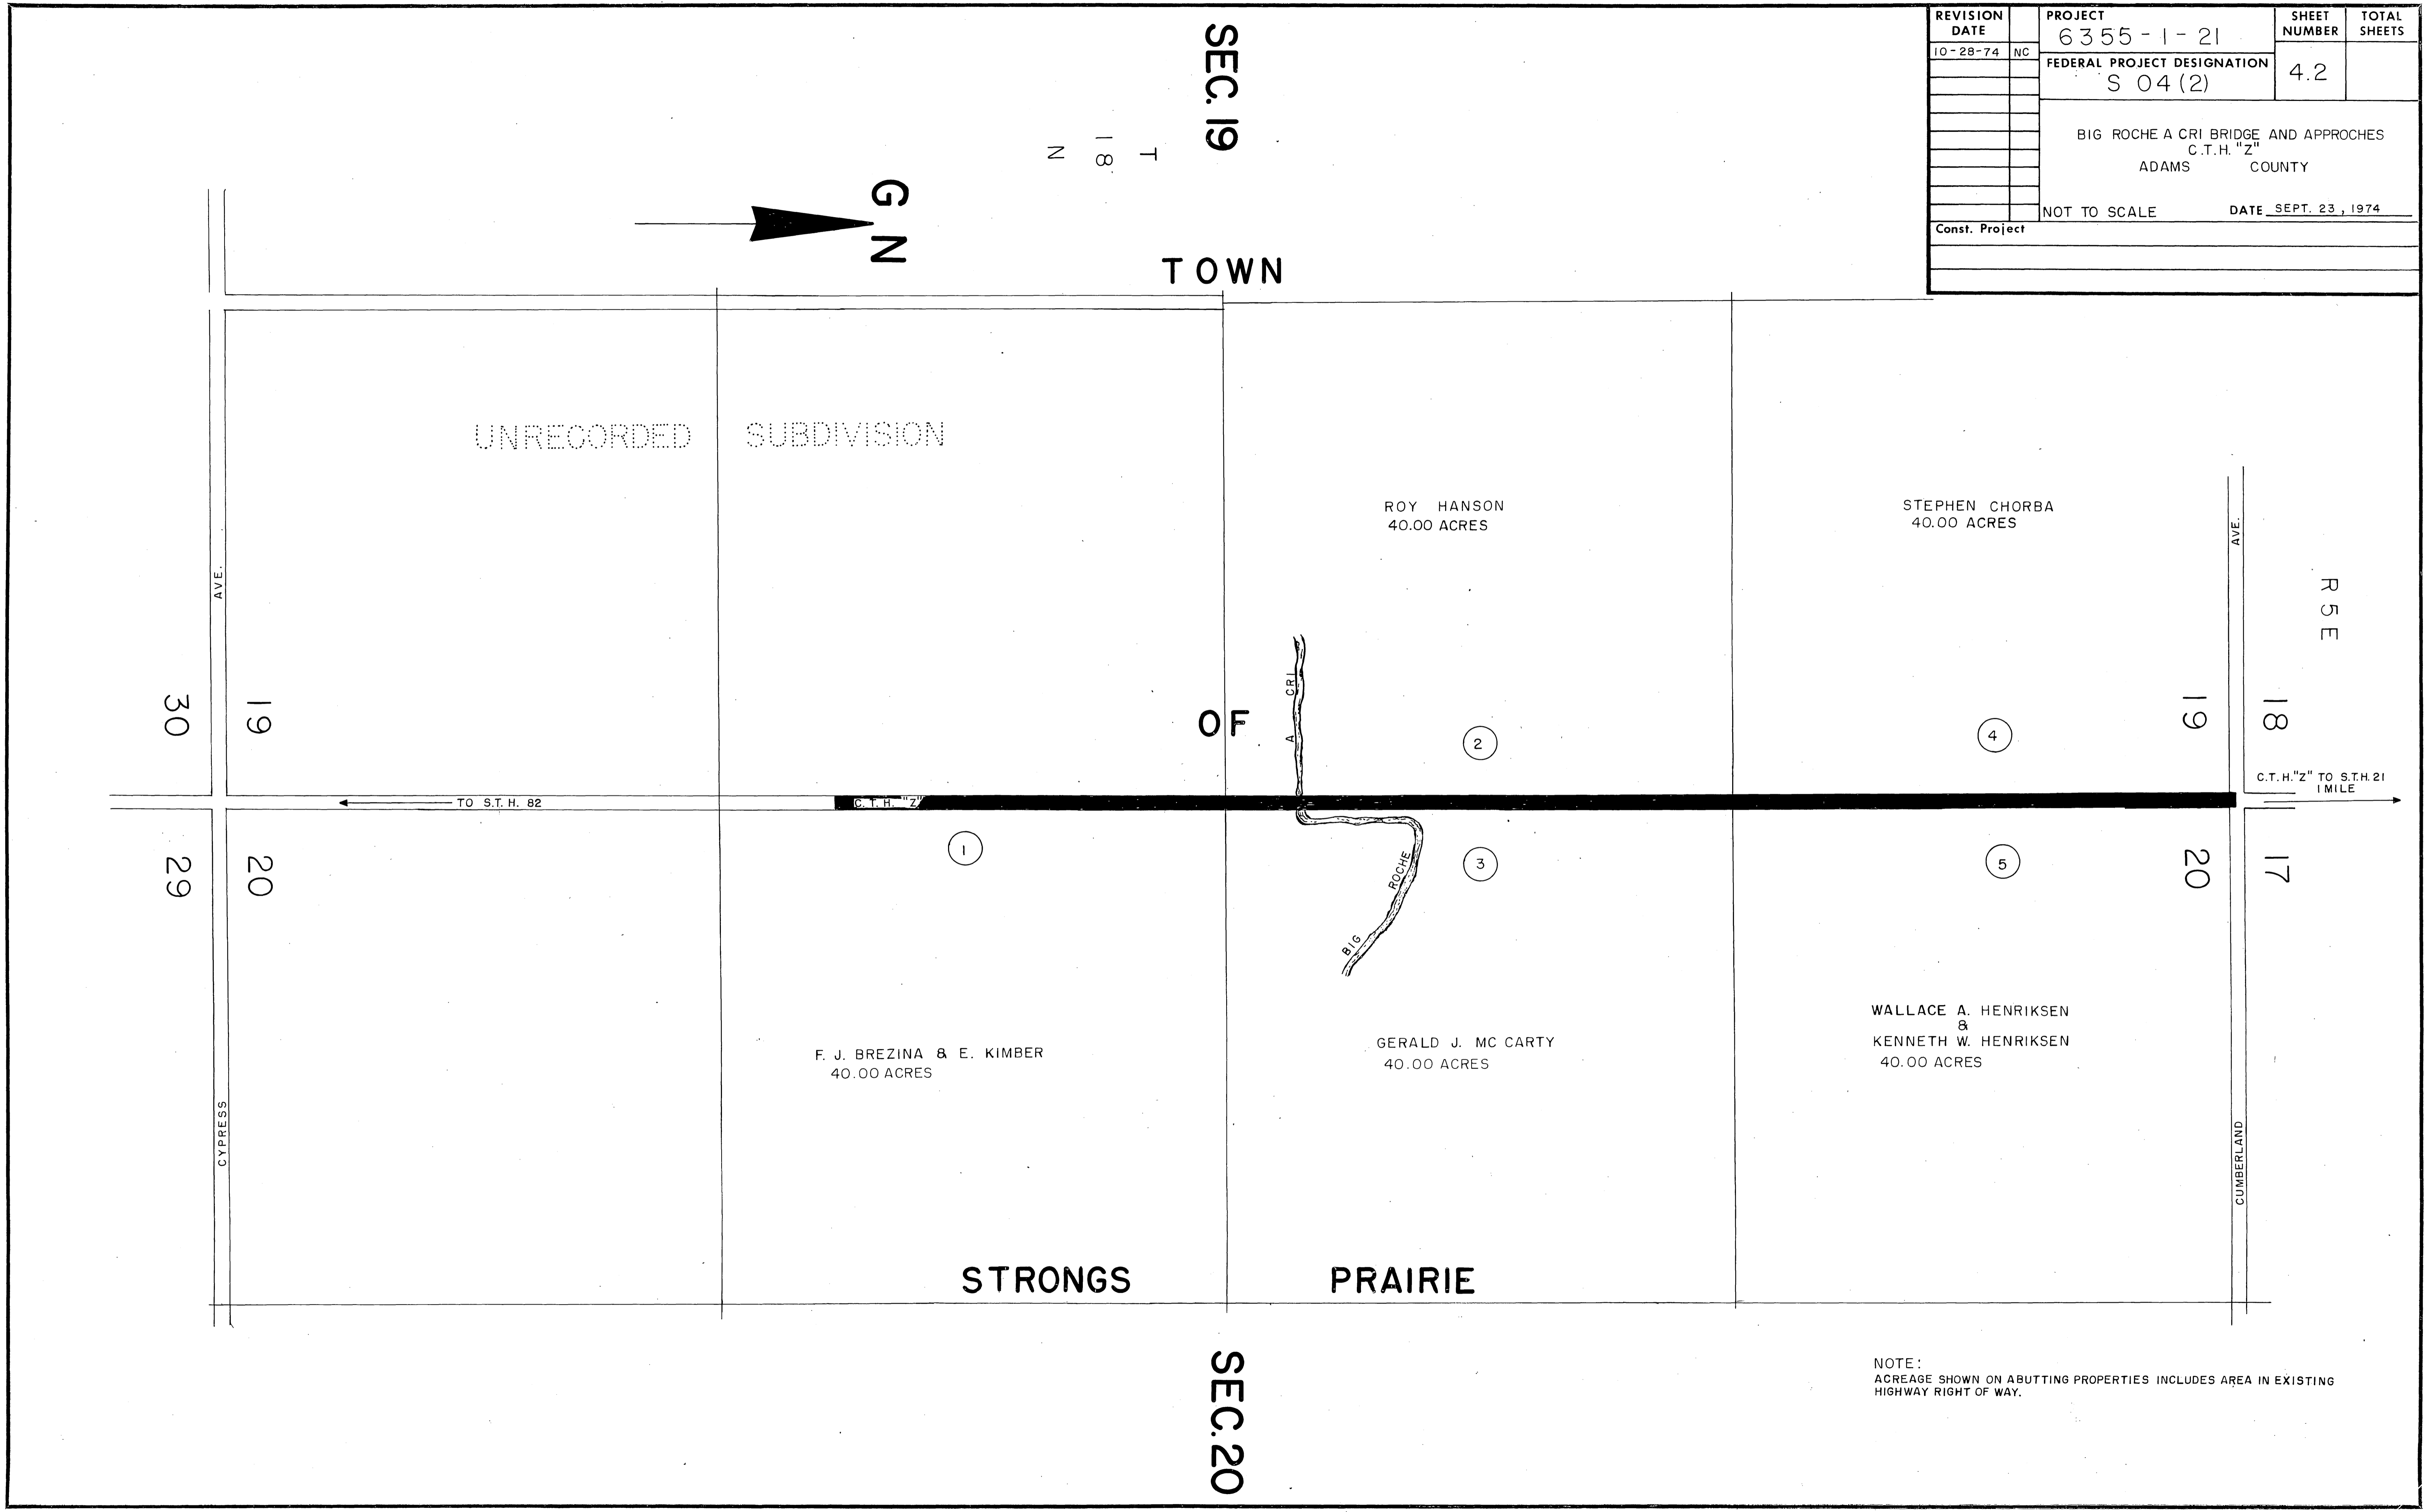 REVISION DATE
10-28-74 NC
PROJECT
6355-1-21
FEDERAL PROJECT DESIGNATION
S 04(2)
SHEET NUMBER
4.2
TOTAL SHEETS
BIG ROCHE A CRI BRIDGE AND APPROCHES
C.T.H. "Z"
ADAMS COUNTY
NOT TO SCALE
DATE SEPT. 23, 1974
Const. Project
SEC. 19
T 18 N
G N
TOWN
UNRECORDED SUBDIVISION
ROY HANSON
40.00 ACRES
STEPHEN CHORBA
40.00 ACRES
AVE.
AVE.
R 5 E
30
19
OF
A CRI
2
4
19
18
C.T.H."Z" TO S.T.H. 21
1 MILE
TO S.T.H. 82
C.T.H. "Z"
1
3
5
29
20
20
17
BIG ROCHE
F. J. BREZINA & E. KIMBER
40.00 ACRES
GERALD J. MC CARTY
40.00 ACRES
WALLACE A. HENRIKSEN
&
KENNETH W. HENRIKSEN
40.00 ACRES
CYPRESS
CUMBERLAND
STRONGS PRAIRIE
SEC. 20
NOTE:
ACREAGE SHOWN ON ABUTTING PROPERTIES INCLUDES AREA IN EXISTING
HIGHWAY RIGHT OF WAY.